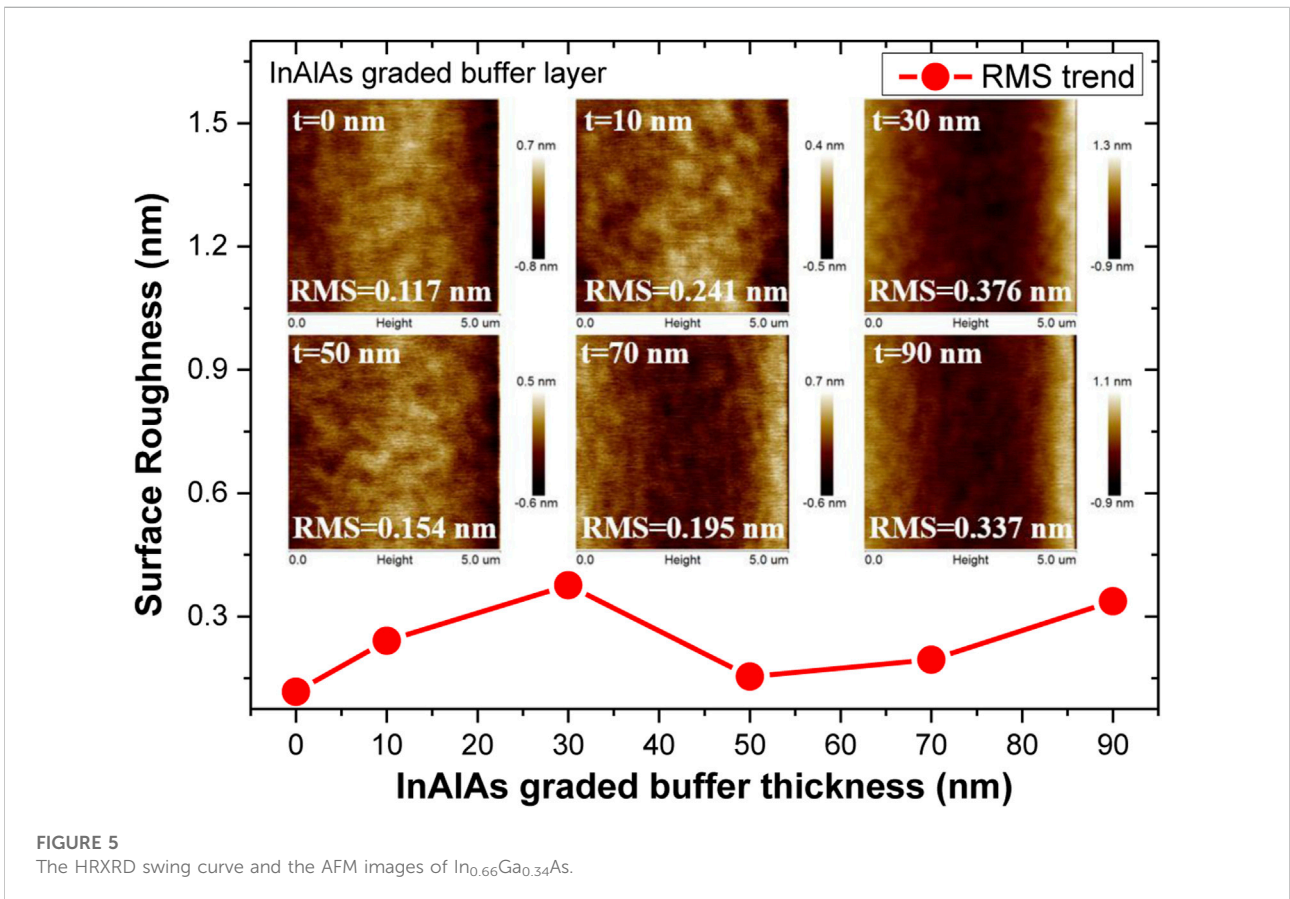 InAlAs graded buffer layer
RMS trend
t=0 nm
RMS=0.117 nm
0.7 nm
-0.8 nm
0.0 Height 5.0 um
t=10 nm
RMS=0.241 nm
0.4 nm
-0.5 nm
0.0 Height 5.0 um
t=30 nm
RMS=0.376 nm
1.3 nm
-0.9 nm
0.0 Height 5.0 um
t=50 nm
RMS=0.154 nm
0.5 nm
-0.6 nm
0.0 Height 5.0 um
t=70 nm
RMS=0.195 nm
0.7 nm
-0.6 nm
0.0 Height 5.0 um
t=90 nm
RMS=0.337 nm
1.1 nm
-0.9 nm
0.0 Height 5.0 um
Surface Roughness (nm)
1.5
1.2
0.9
0.6
0.3
0 10 20 30 40 50 60 70 80 90
InAlAs graded buffer thickness (nm)
FIGURE 5
The HRXRD swing curve and the AFM images of In₀.₆₆Ga₀.₃₄As.